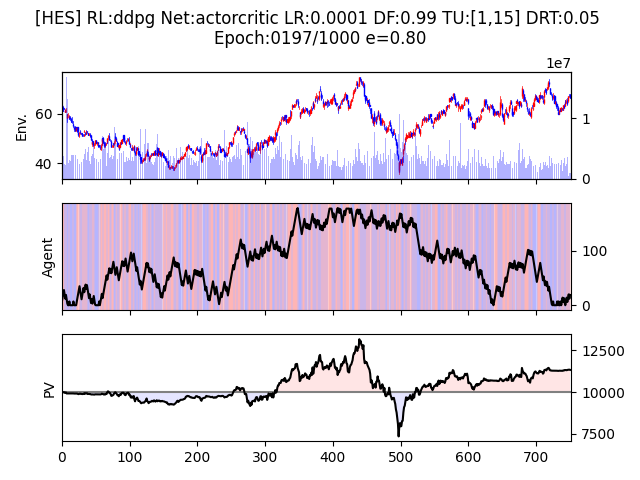 [HES] RL:ddpg Net:actorcritic LR:0.0001 DF:0.99 TU:[1,15] DRT:0.05
Epoch:0197/1000 e=0.80
1e7
Env.
60
40
1
0
Agent
100
0
PV
12500
10000
7500
0 100 200 300 400 500 600 700